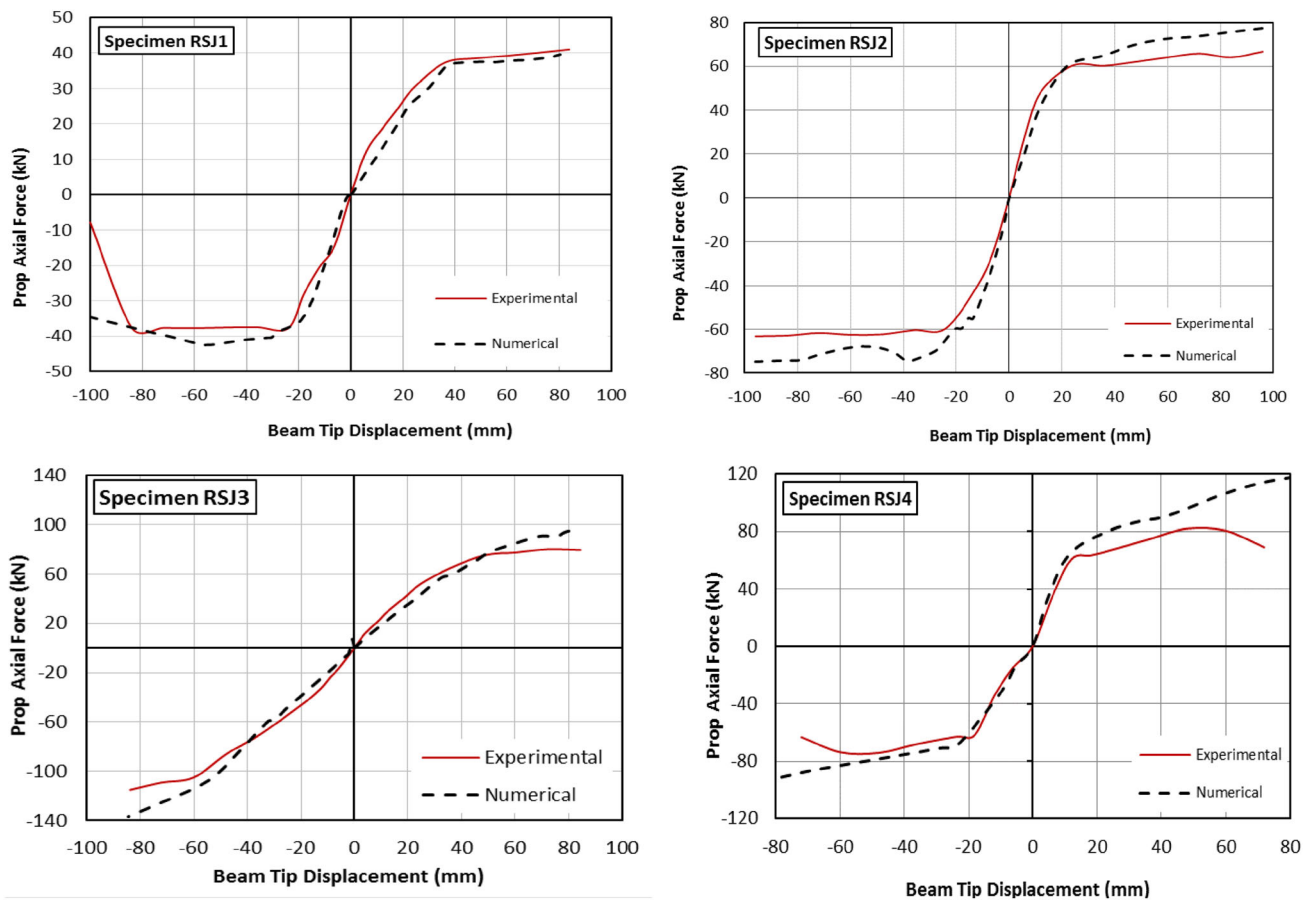 Specimen RSJ1
Prop Axial Force (kN)
50
40
30
20
10
0
-10
-20
-30
-40
-50
Experimental
Numerical
-100 -80 -60 -40 -20 0 20 40 60 80 100
Beam Tip Displacement (mm)
Specimen RSJ2
Prop Axial Force (kN)
80
60
40
20
0
-20
-40
-60
-80
Experimental
Numerical
-100 -80 -60 -40 -20 0 20 40 60 80 100
Beam Tip Displacement (mm)
Specimen RSJ3
Prop Axial Force (kN)
140
100
60
20
-20
-60
-100
-140
Experimental
Numerical
-100 -80 -60 -40 -20 0 20 40 60 80 100
Beam Tip Displacement (mm)
Specimen RSJ4
Prop Axial Force (kN)
120
80
40
0
-40
-80
-120
Experimental
Numerical
-80 -60 -40 -20 0 20 40 60 80
Beam Tip Displacement (mm)